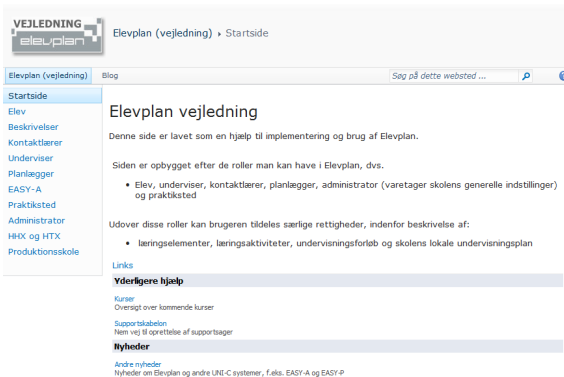 VEJLEDNING
elevplan
Elevplan (vejledning) ▸ Startside
Elevplan (vejledning) Blog Søg på dette websted ...
Startside
Elev
Beskrivelser
Kontaktlærer
Underviser
Planlægger
EASY-A
Praktiksted
Administrator
HHX og HTX
Produktionsskole
Elevplan vejledning
Denne side er lavet som en hjælp til implementering og brug af Elevplan.
Siden er opbygget efter de roller man kan have i Elevplan, dvs.
• Elev, underviser, kontaktlærer, planlægger, administrator (varetager skolens generelle indstillinger)
og praktiksted
Udover disse roller kan brugeren tildeles særlige rettigheder, indenfor beskrivelse af:
• læringselementer, læringsaktiviteter, undervisningsforløb og skolens lokale undervisningsplan
Links
Yderligere hjælp
Kurser
Oversigt over kommende kurser
Supportskabelon
Nem vej til oprettelse af supportsager
Nyheder
Andre nyheder
Nyheder om Elevplan og andre UNI-C systemer, f.eks. EASY-A og EASY-P